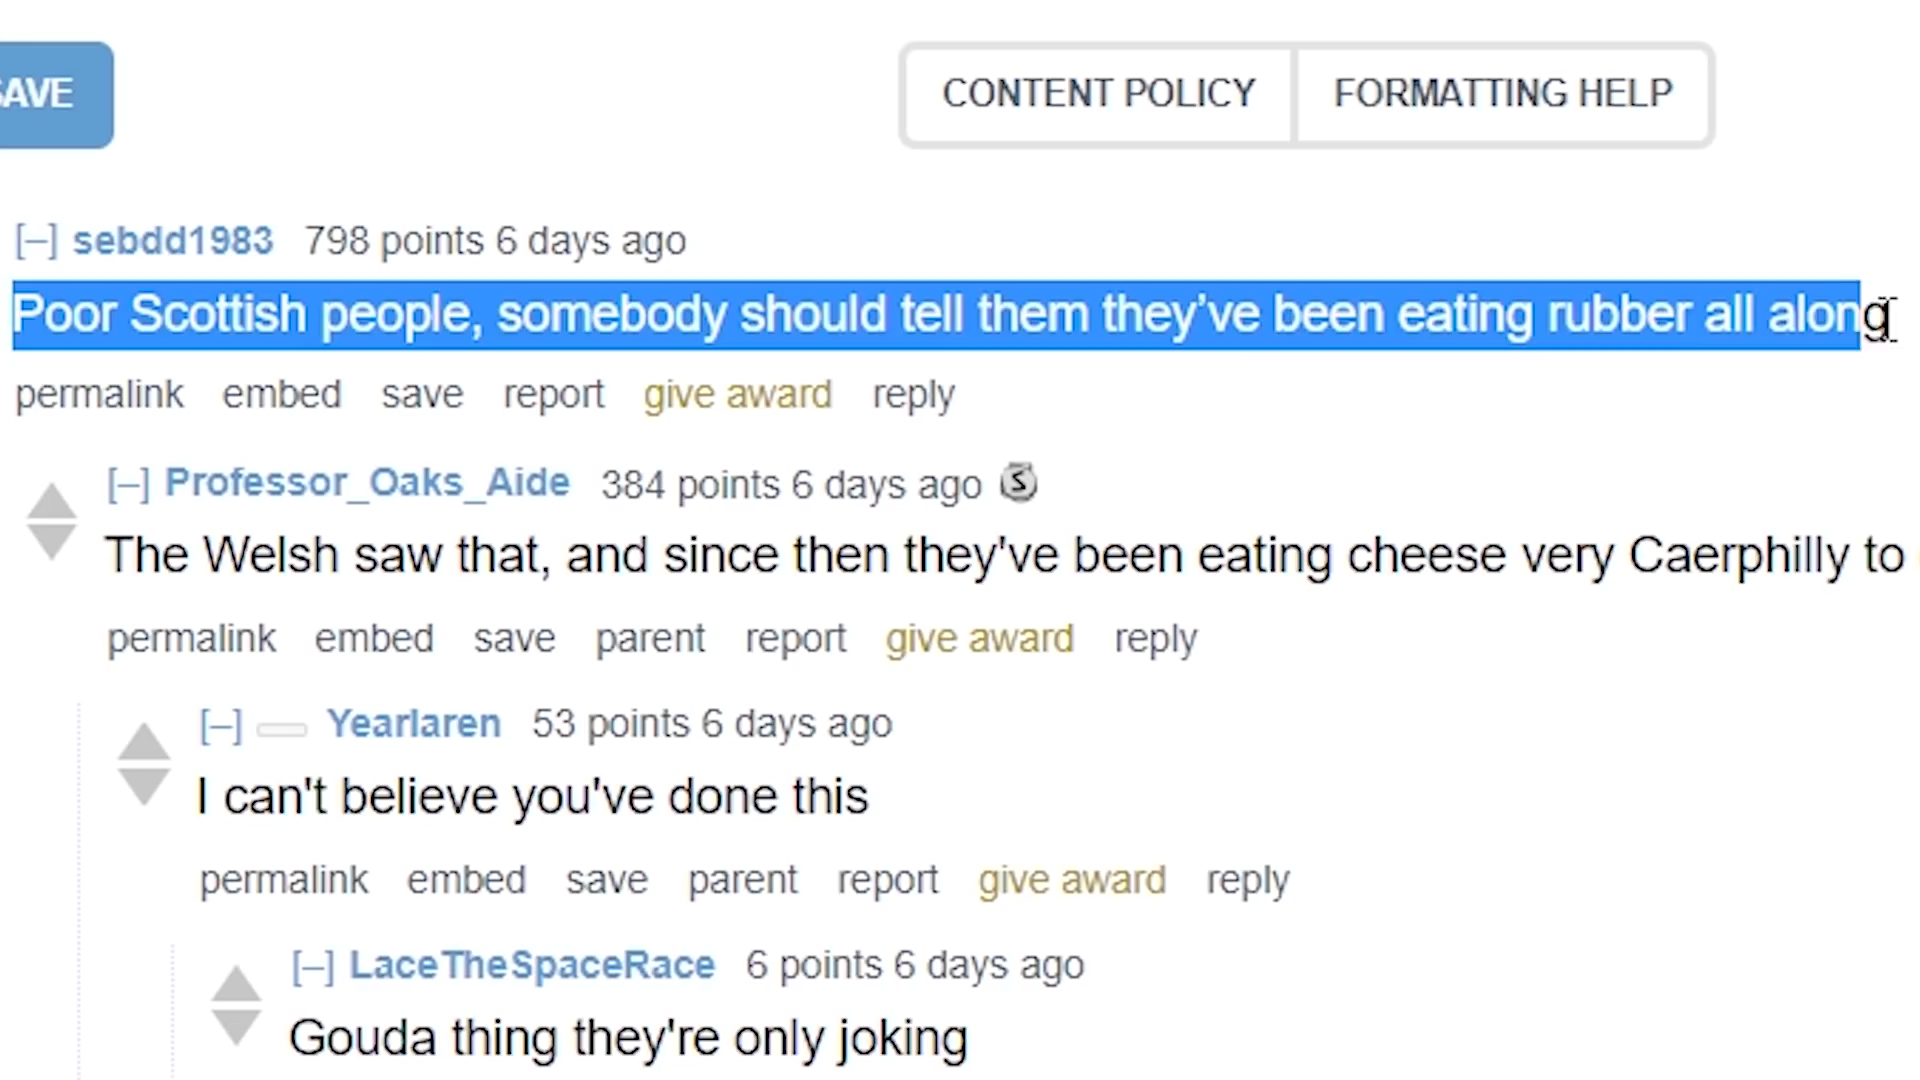 CONTENT POLICY FORMATTING HELP
[–] sebdd1983 798 points 6 days ago
Poor Scottish people, somebody should tell them they've been eating rubber all along
permalink embed save report give award reply
[–] Professor_Oaks_Aide 384 points 6 days ago S
The Welsh saw that, and since then they've been eating cheese very Caerphilly to
permalink embed save parent report give award reply
[–] Yearlaren 53 points 6 days ago
I can't believe you've done this
permalink embed save parent report give award reply
[–] LaceTheSpaceRace 6 points 6 days ago
Gouda thing they're only joking